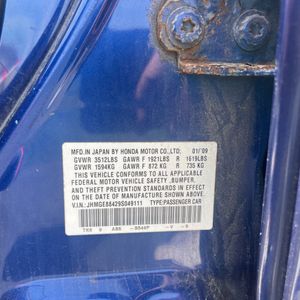 MFD.IN JAPAN BY HONDA MOTOR CO.,LTD. 01/'09
GVWR 3512LBS GAWR F 1921LBS R 1619LBS
GVWR 1594KG GAWR F 872 KG R 735 KG
THIS VEHICLE CONFORMS TO ALL APPLICABLE
FEDERAL MOTOR VEHICLE SAFETY ,BUMPER,
AND THEFT PREVENTION STANDARDS IN EFFECT
ON THE DATE OF MANUFACTURE SHOWN ABOVE.
V.I.N.:JHMGE88429S049111 TYPE:PASSENGER CAR